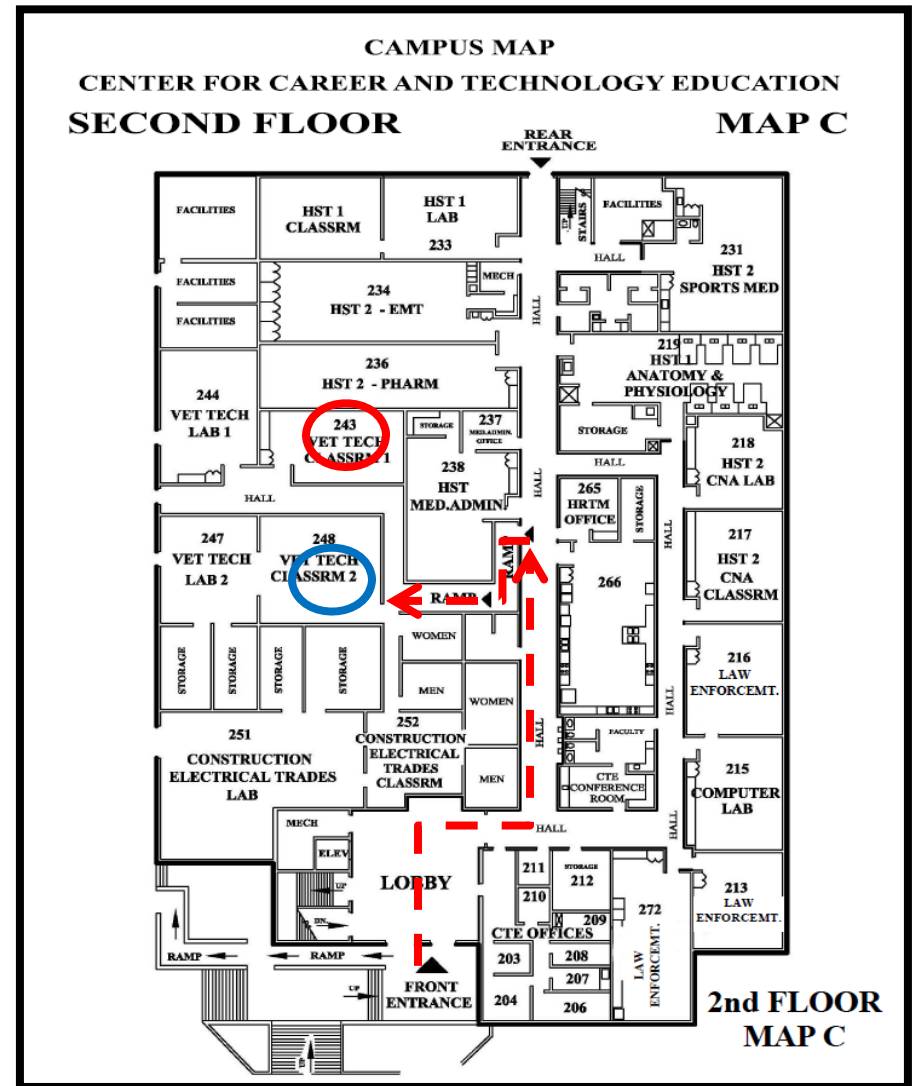 CAMPUS MAP
CENTER FOR CAREER AND TECHNOLOGY EDUCATION
SECOND FLOOR MAP C
REAR
ENTRANCE
FACILITIES
HST 1
CLASSRM
HST 1
LAB
233
UP
STAIRS
FACILITIES
231
HST 2
SPORTS MED
HALL
FACILITIES
FACILITIES
234
HST 2 - EMT
MECH
HALL
236
HST 2 - PHARM
219
HST 1
ANATOMY &
PHYSIOLOGY
244
VET TECH
LAB 1
243
VET TECH
CLASSRM 1
STORAGE
237
MED.ADMIN.
OFFICE
STORAGE
238
HST
MED.ADMIN
HALL
HALL
218
HST 2
CNA LAB
HALL
265
HRTM
OFFICE
STORAGE
HALL
247
VET TECH
LAB 2
248
VET TECH
CLASSRM 2
RAMP
RAMP
266
217
HST 2
CNA
CLASSRM
WOMEN
STORAGE
STORAGE
STORAGE
STORAGE
MEN
WOMEN
216
LAW
ENFORCEMT.
HALL
251
CONSTRUCTION
ELECTRICAL TRADES
LAB
252
CONSTRUCTION
ELECTRICAL
TRADES
CLASSRM
MEN
HALL
FACULTY
CTE
CONFERENCE
ROOM
215
COMPUTER
LAB
MECH
HALL
HALL
ELEV
UP
LOBBY
DN.
211
210
STORAGE
212
209
CTE OFFICES
272
LAW
ENFORCEMT.
213
LAW
ENFORCEMT.
RAMP
RAMP
203
208
207
204
206
UP
FRONT
ENTRANCE
UP
2nd FLOOR
MAP C